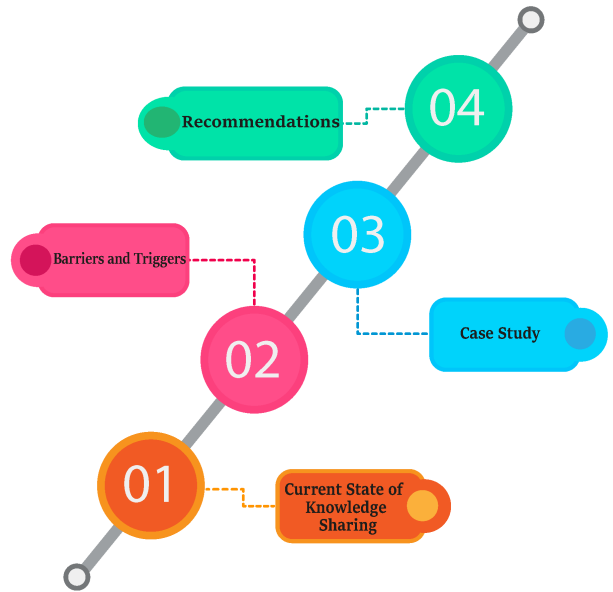 04
Recommendations
03
Barriers and Triggers
Case Study
02
01
Current State of
Knowledge
Sharing